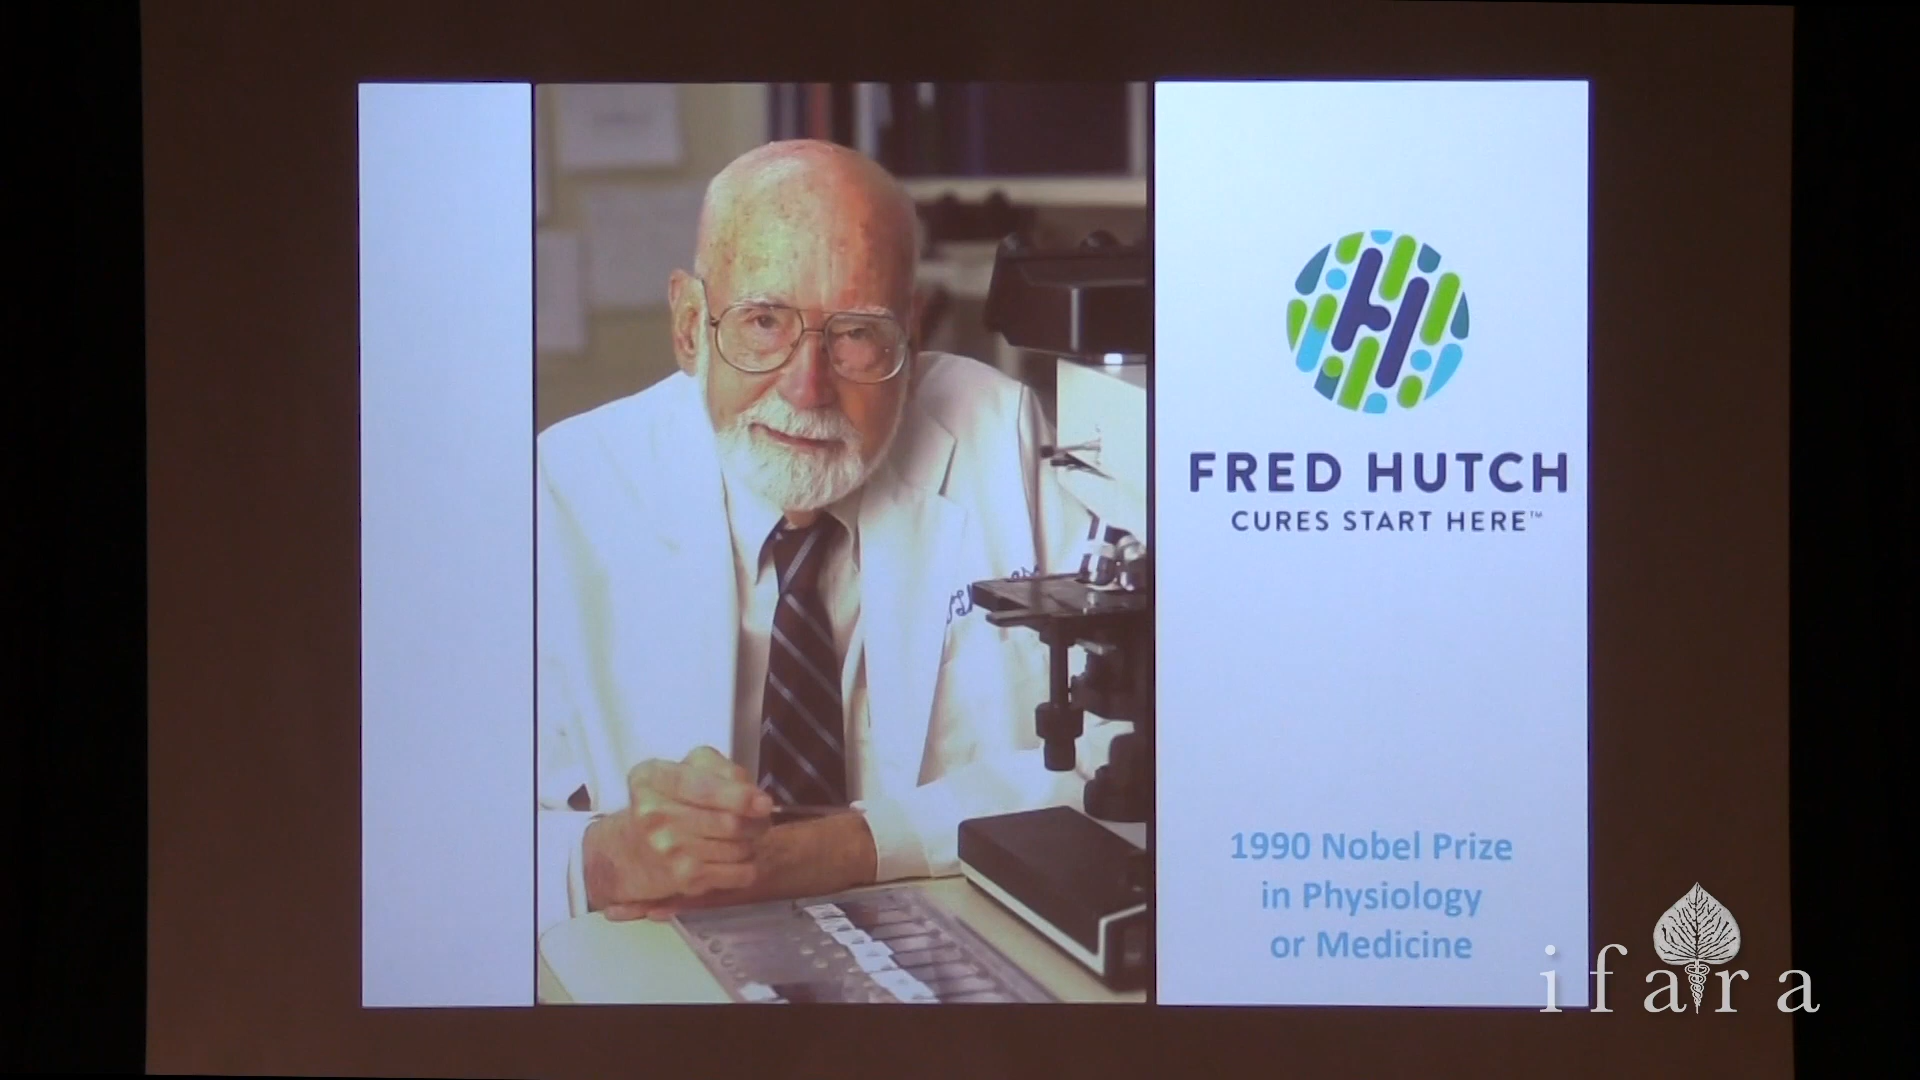 FRED HUTCH
CURES START HERE™
1990 Nobel Prize
in Physiology
or Medicine
ifara